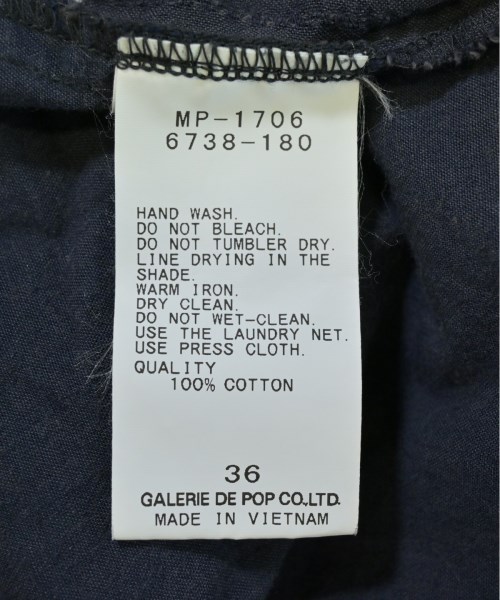 MP-1706
6738-180
HAND WASH.
DO NOT BLEACH.
DO NOT TUMBLER DRY.
LINE DRYING IN THE
SHADE.
WARM IRON.
DRY CLEAN.
DO NOT WET-CLEAN.
USE THE LAUNDRY NET.
USE PRESS CLOTH.
QUALITY
100% COTTON
36
GALERIE DE POP CO.,LTD.
MADE IN VIETNAM